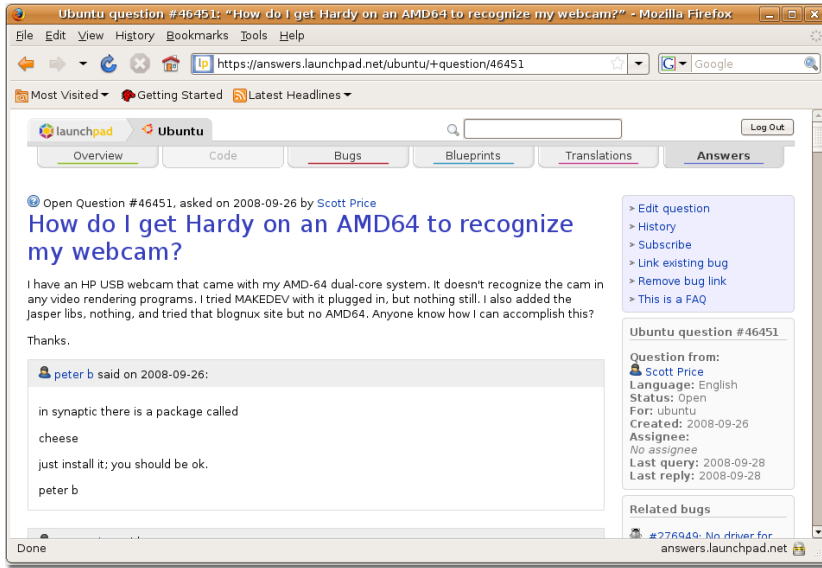 Ubuntu question #46451: “How do I get Hardy on an AMD64 to recognize my webcam?” - Mozilla Firefox
File Edit View History Bookmarks Tools Help
lp https://answers.launchpad.net/ubuntu/+question/46451 G Google
Most Visited Getting Started Latest Headlines
launchpad Ubuntu Log Out
Overview Code Bugs Blueprints Translations Answers
Open Question #46451, asked on 2008-09-26 by Scott Price
How do I get Hardy on an AMD64 to recognize
my webcam?
I have an HP USB webcam that came with my AMD-64 dual-core system. It doesn't recognize the cam in
any video rendering programs. I tried MAKEDEV with it plugged in, but nothing still. I also added the
Jasper libs, nothing, and tried that blognux site but no AMD64. Anyone know how I can accomplish this?
Thanks.
peter b said on 2008-09-26:
in synaptic there is a package called
cheese
just install it; you should be ok.
peter b
» Edit question
» History
» Subscribe
» Link existing bug
» Remove bug link
» This is a FAQ
Ubuntu question #46451
Question from:
Scott Price
Language: English
Status: Open
For: ubuntu
Created: 2008-09-26
Assignee:
No assignee
Last query: 2008-09-28
Last reply: 2008-09-28
Related bugs
#276949: No driver for
Done answers.launchpad.net